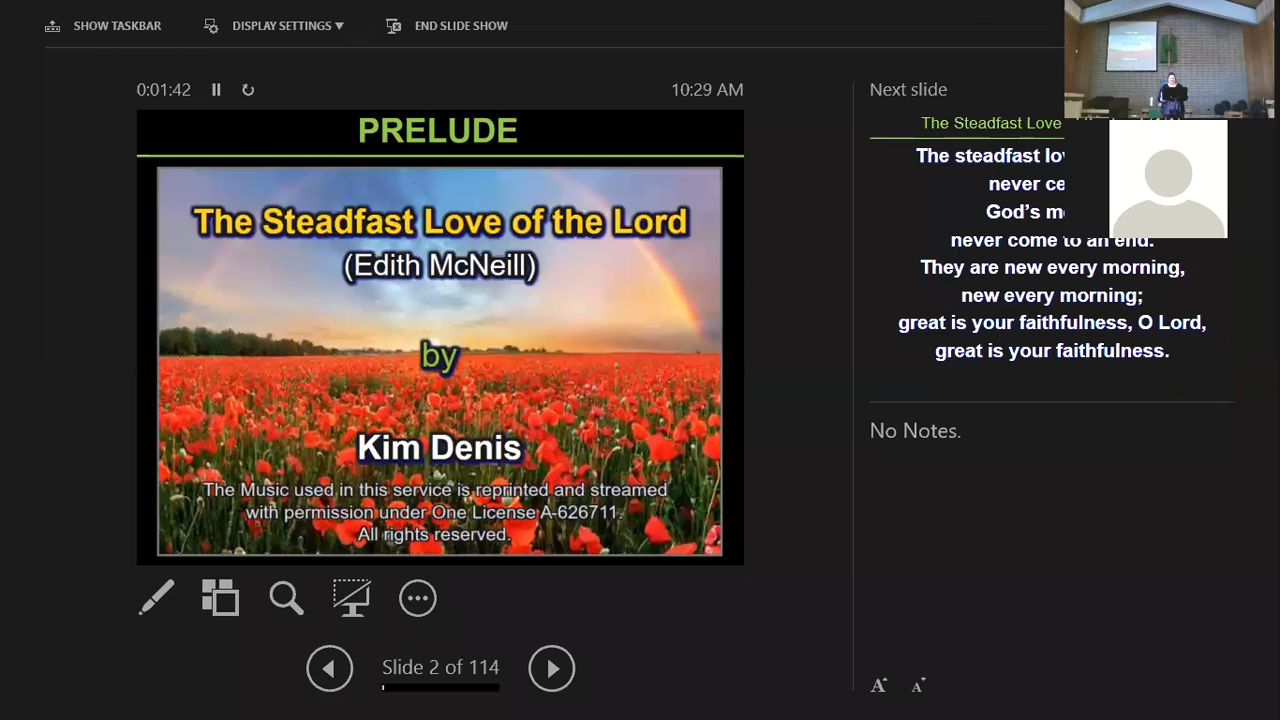 SHOW TASKBAR
DISPLAY SETTINGS
END SLIDE SHOW
0:01:42
10:29 AM
PRELUDE
The Steadfast Love of the Lord
(Edith McNeill)
by
Kim Denis
The Music used in this service is reprinted and streamed
with permission under One License A-626711.
All rights reserved.
Slide 2 of 114
Next slide
The Steadfast Love
The steadfast
never
God's
never come to an end.
They are new every morning,
new every morning;
great is your faithfulness, O Lord,
great is your faithfulness.
No Notes.
A A